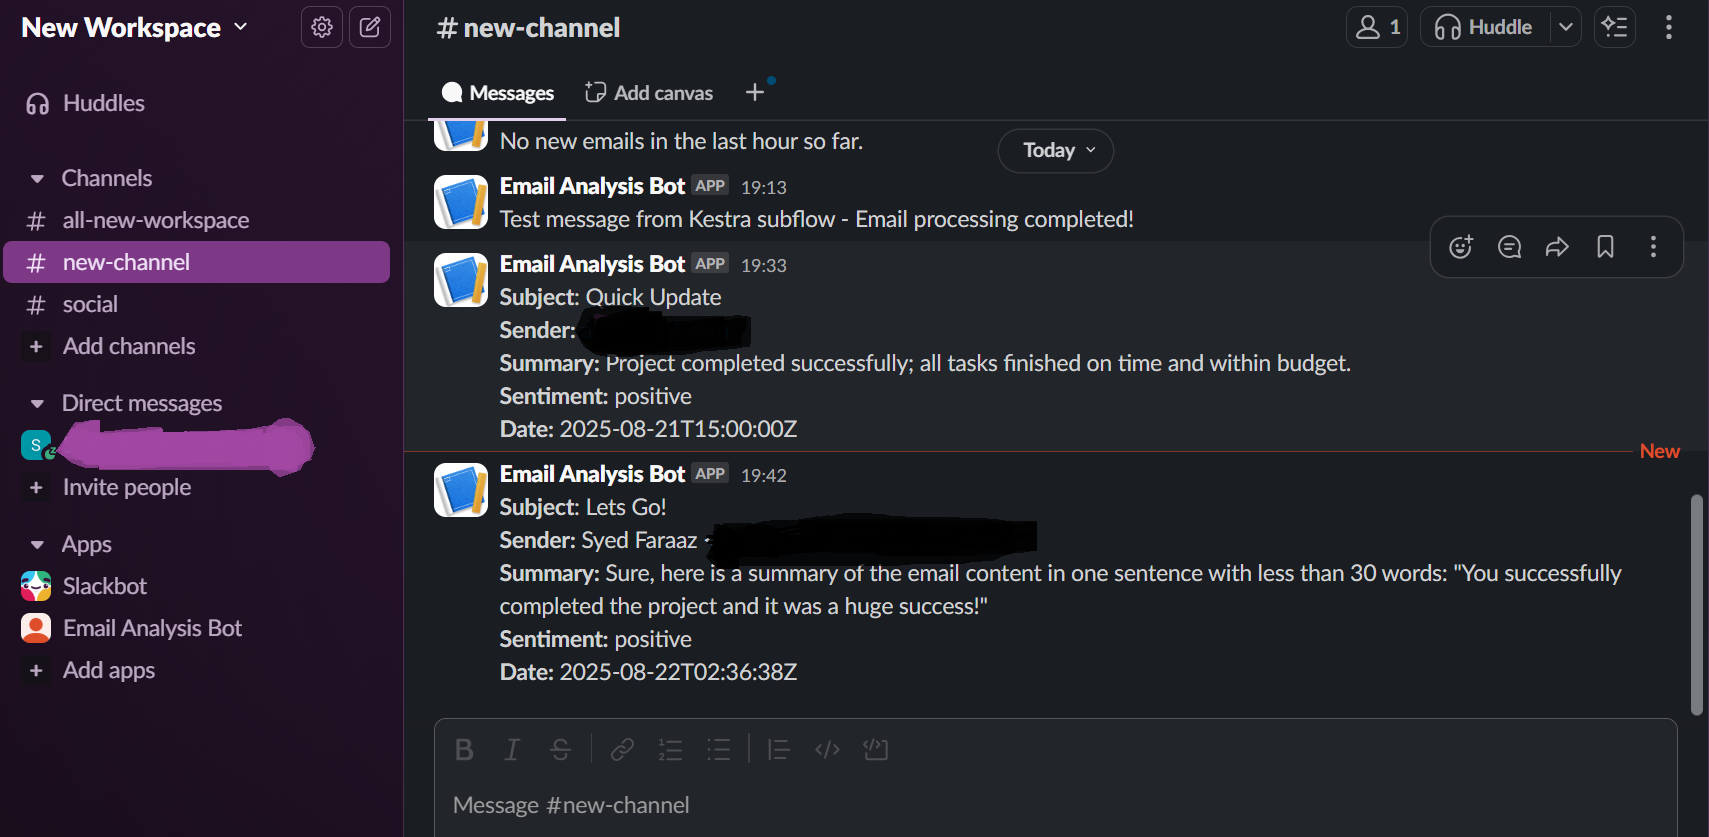 New Workspace
Huddles
Channels
# all-new-workspace
# new-channel
# social
+ Add channels
Direct messages
S
z
+ Invite people
Apps
Slackbot
Email Analysis Bot
+ Add apps
# new-channel
1
Huddle
Messages
Add canvas
+
No new emails in the last hour so far.
Today
Email Analysis Bot APP 19:13
Test message from Kestra subflow - Email processing completed!
Email Analysis Bot APP 19:33
Subject: Quick Update
Sender:
Summary: Project completed successfully; all tasks finished on time and within budget.
Sentiment: positive
Date: 2025-08-21T15:00:00Z
New
Email Analysis Bot APP 19:42
Subject: Lets Go!
Sender: Syed Faraaz
Summary: Sure, here is a summary of the email content in one sentence with less than 30 words: "You successfully
completed the project and it was a huge success!"
Sentiment: positive
Date: 2025-08-22T02:36:38Z
B I S
Message #new-channel